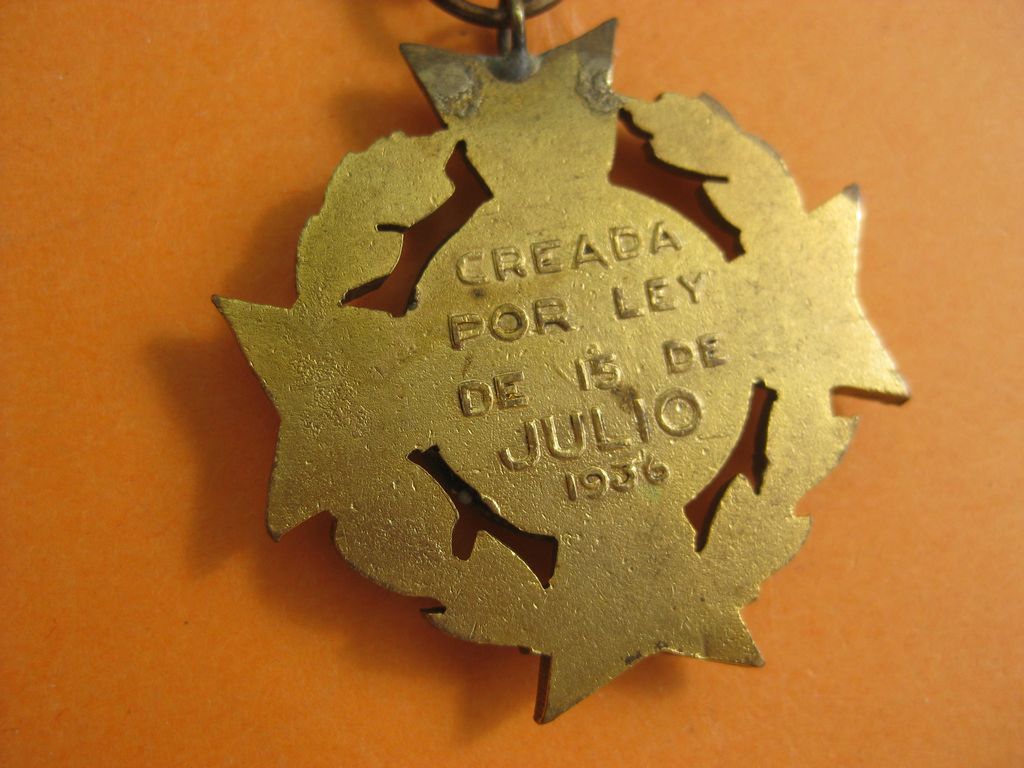 CREADA
POR LEY
DE 15 DE
JULIO
1936